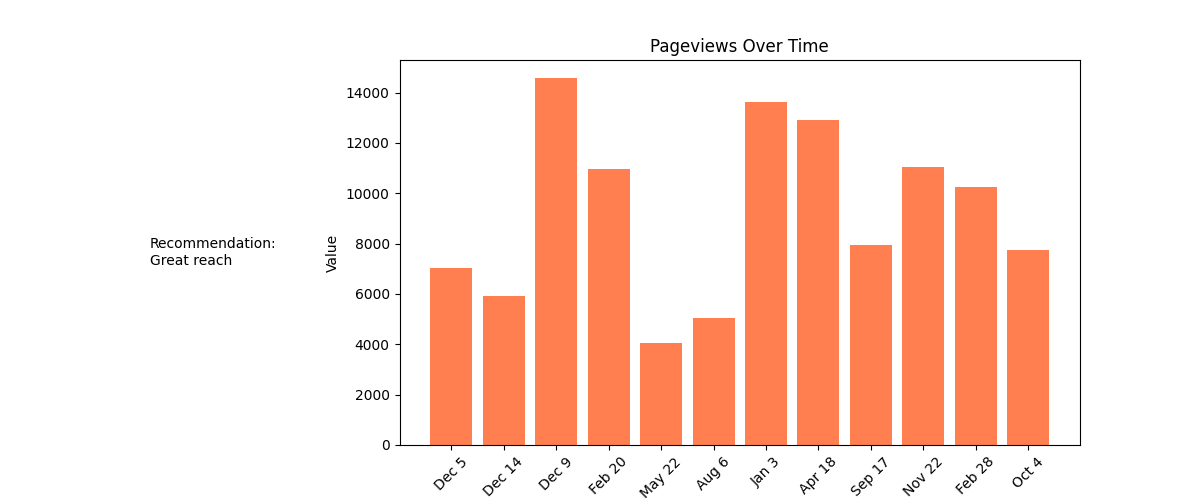 Pageviews Over Time
Recommendation:
Great reach
Value
14000
12000
10000
8000
6000
4000
2000
0
Dec 5
Dec 14
Dec 9
Feb 20
May 22
Aug 6
Jan 3
Apr 18
Sep 17
Nov 22
Feb 28
Oct 4